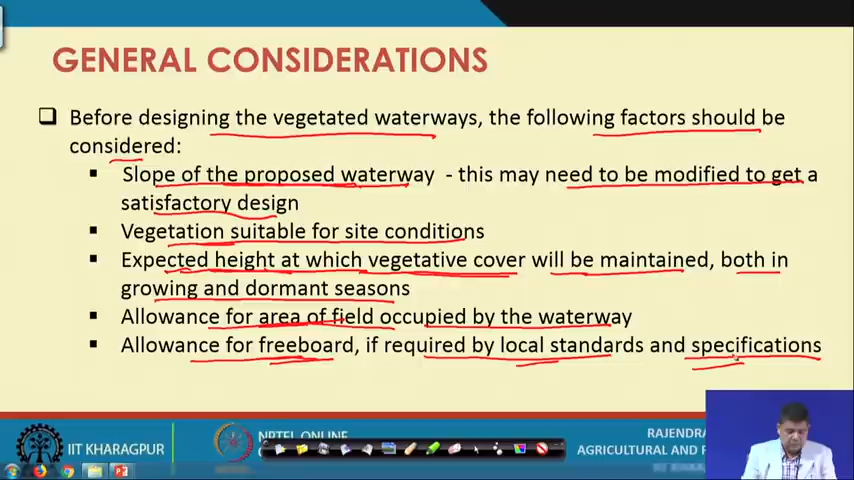 GENERAL CONSIDERATIONS
Before designing the vegetated waterways, the following factors should be
considered:
Slope of the proposed waterway - this may need to be modified to get a
satisfactory design
Vegetation suitable for site conditions
Expected height at which vegetative cover will be maintained, both in
growing and dormant seasons
Allowance for area of field occupied by the waterway
Allowance for freeboard, if required by local standards and specifications
IIT KHARAGPUR
NPTEL ONLINE
RAJENDRA
AGRICULTURAL AND F